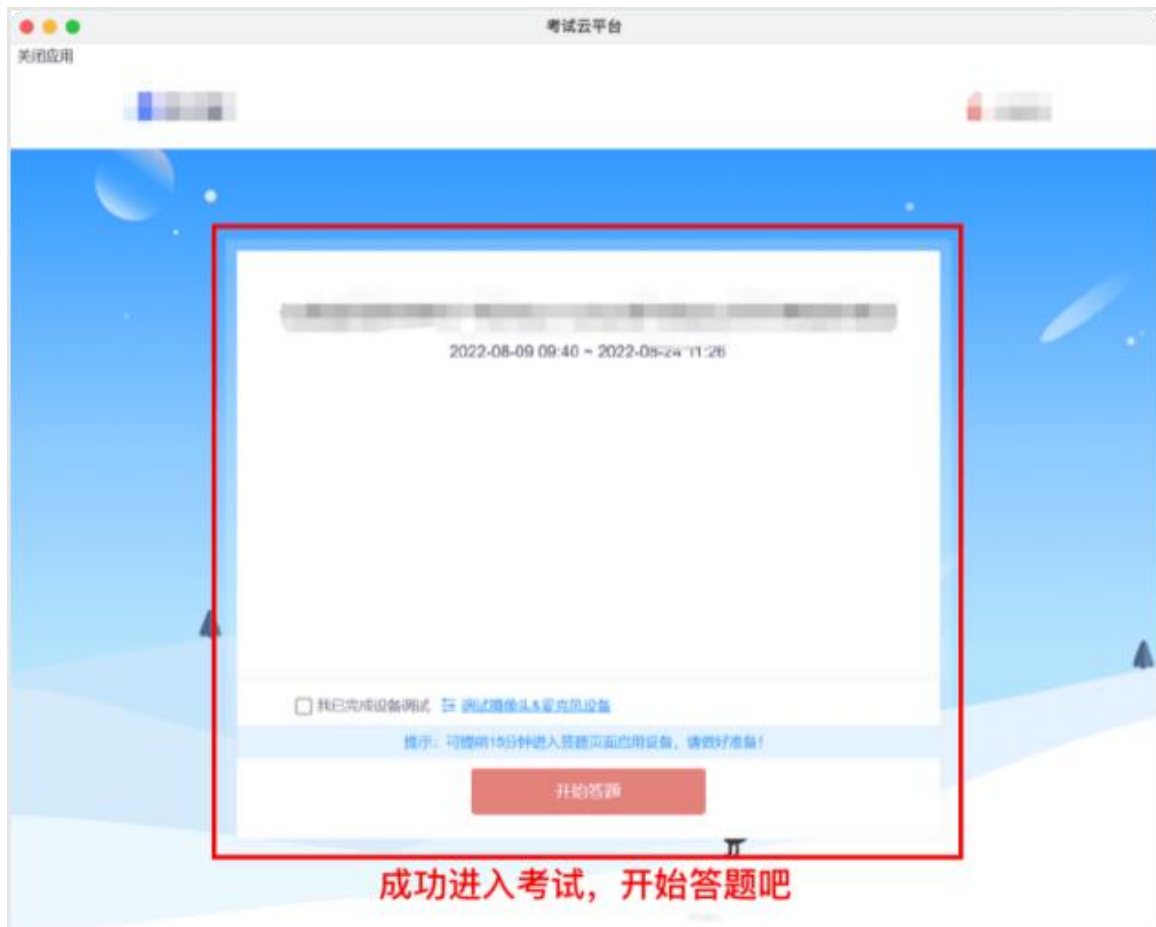 考试云平台
关闭应用
2022-08-09 09:40 ~ 2022-08-24 11:26
我已完成设备调试 调试摄像头&麦克风设备
提示：可提前15分钟进入答题页面启用设备，请做好准备！
开始答题
成功进入考试，开始答题吧